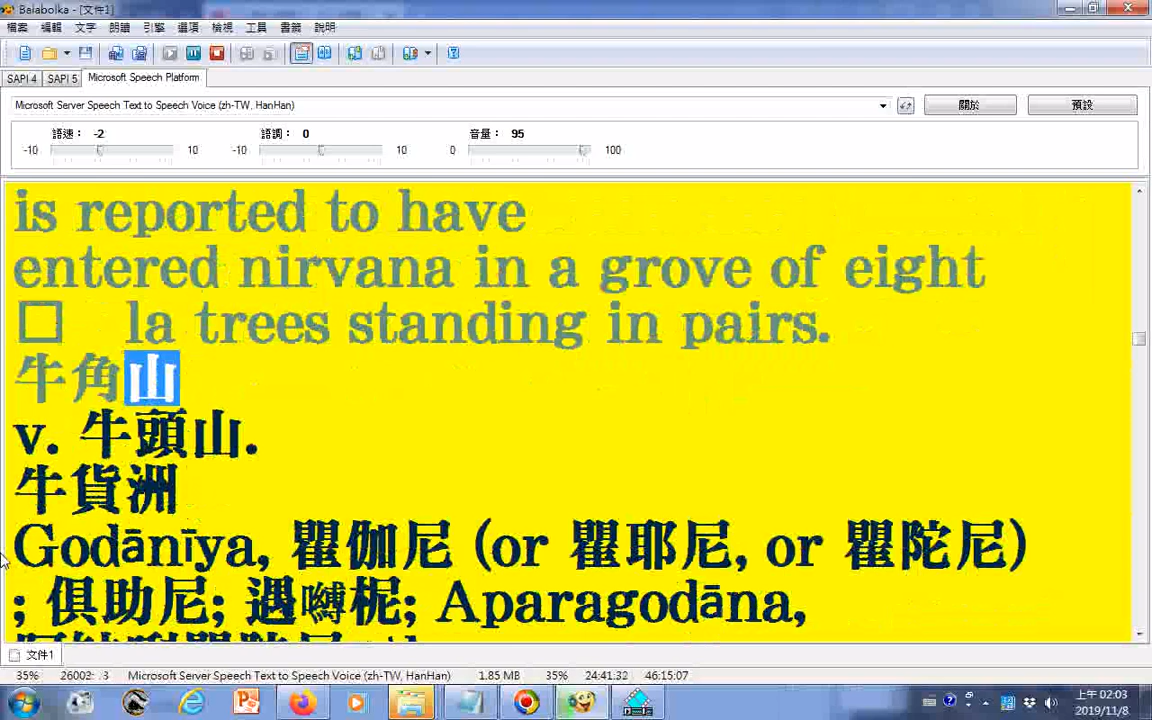 Balabolka - [文件1]
檔案 編輯 文字 朗讀 引擎 選項 檢視 工具 書籤 說明
SAPI 4 SAPI 5 Microsoft Speech Platform
Microsoft Server Speech Text to Speech Voice (zh-TW, HanHan) 關於 預設
語速： -2 語調： 0 音量： 95
-10 10 -10 10 0 100
is reported to have
entered nirvana in a grove of eight
□ la trees standing in pairs.
牛角山
v. 牛頭山.
牛貨洲
Godānīya, 瞿伽尼 (or 瞿耶尼, or 瞿陀尼)
; 俱助尼; 遇嚩柅; Aparagodāna,
文件1
35% Microsoft Server Speech Text to Speech Voice (zh-TW, HanHan) 1.85 MB 35% 24:41.32 46:15:07
上午 02:03
2019/11/8